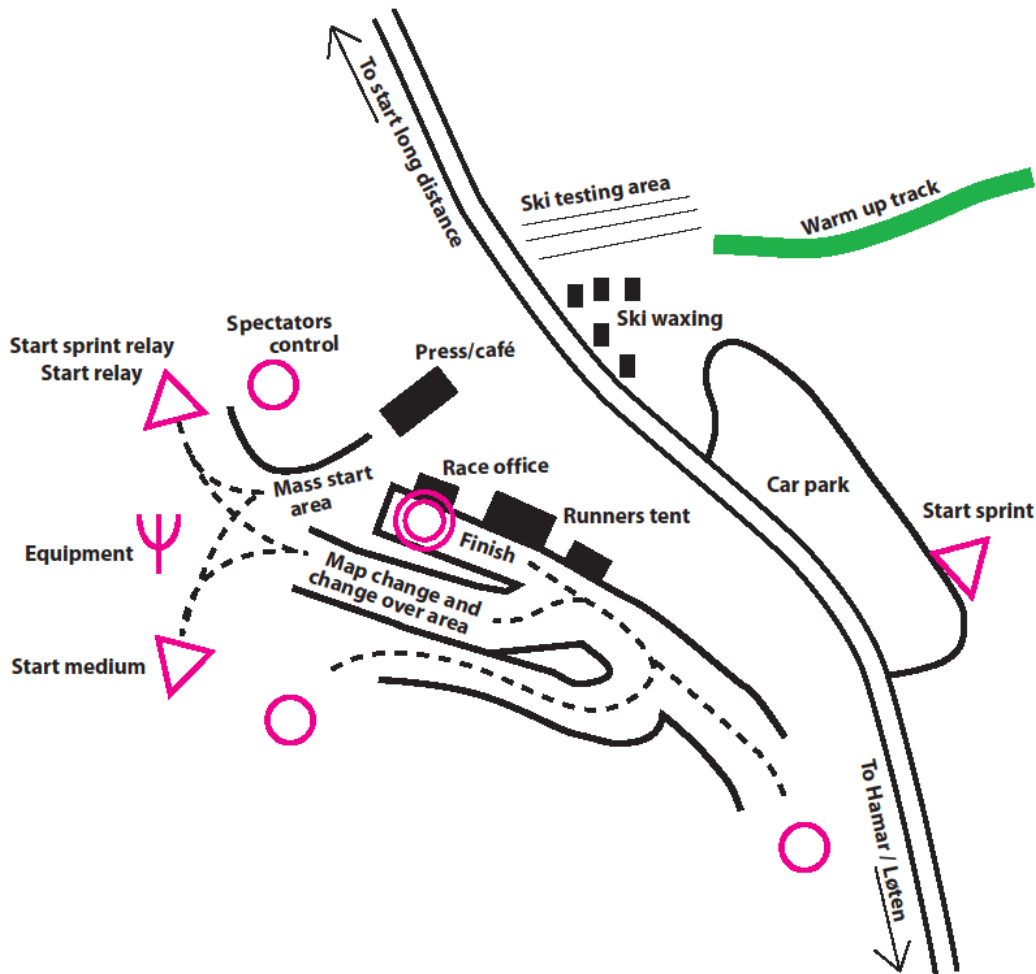 To start long distance
Ski testing area
Warm up track
Ski waxing
Spectators
control
Start sprint relay
Start relay
Press/café
Race office
Mass start
area
Car park
Runners tent
Start sprint
Finish
Equipment
Map change and
change over area
Start medium
To Hamar / Løten